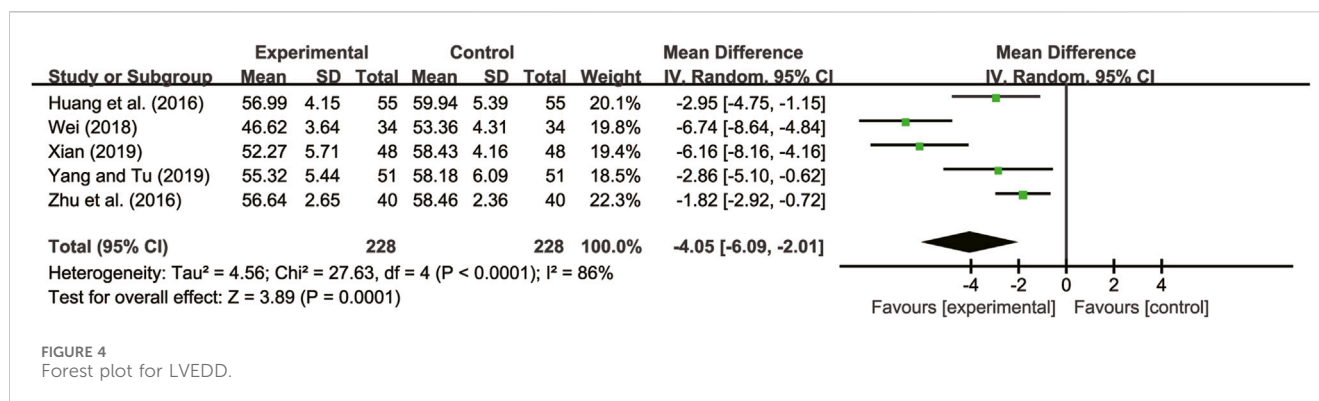 Experimental Control Mean Difference Mean Difference
Study or Subgroup Mean SD Total Mean SD Total Weight IV. Random. 95% CI IV. Random. 95% CI
Huang et al. (2016) 56.99 4.15 55 59.94 5.39 55 20.1% -2.95 [-4.75, -1.15]
Wei (2018) 46.62 3.64 34 53.36 4.31 34 19.8% -6.74 [-8.64, -4.84]
Xian (2019) 52.27 5.71 48 58.43 4.16 48 19.4% -6.16 [-8.16, -4.16]
Yang and Tu (2019) 55.32 5.44 51 58.18 6.09 51 18.5% -2.86 [-5.10, -0.62]
Zhu et al. (2016) 56.64 2.65 40 58.46 2.36 40 22.3% -1.82 [-2.92, -0.72]
Total (95% CI) 228 228 100.0% -4.05 [-6.09, -2.01]
Heterogeneity: Tau² = 4.56; Chi² = 27.63, df = 4 (P < 0.0001); I² = 86%
Test for overall effect: Z = 3.89 (P = 0.0001)
-4 -2 0 2 4
Favours [experimental] Favours [control]
FIGURE 4
Forest plot for LVEDD.